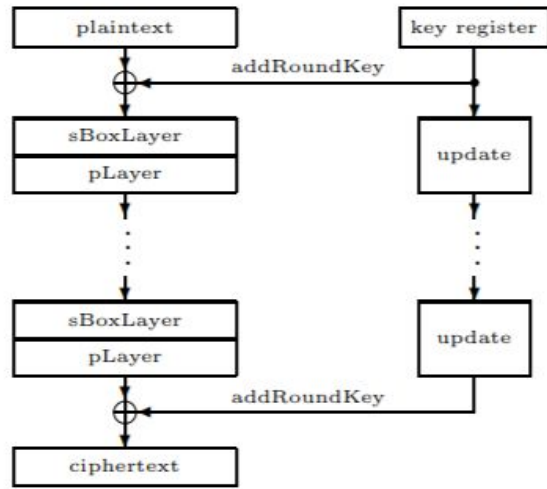 plaintext
key register
addRoundKey
sBoxLayer
pLayer
update
sBoxLayer
pLayer
update
addRoundKey
ciphertext